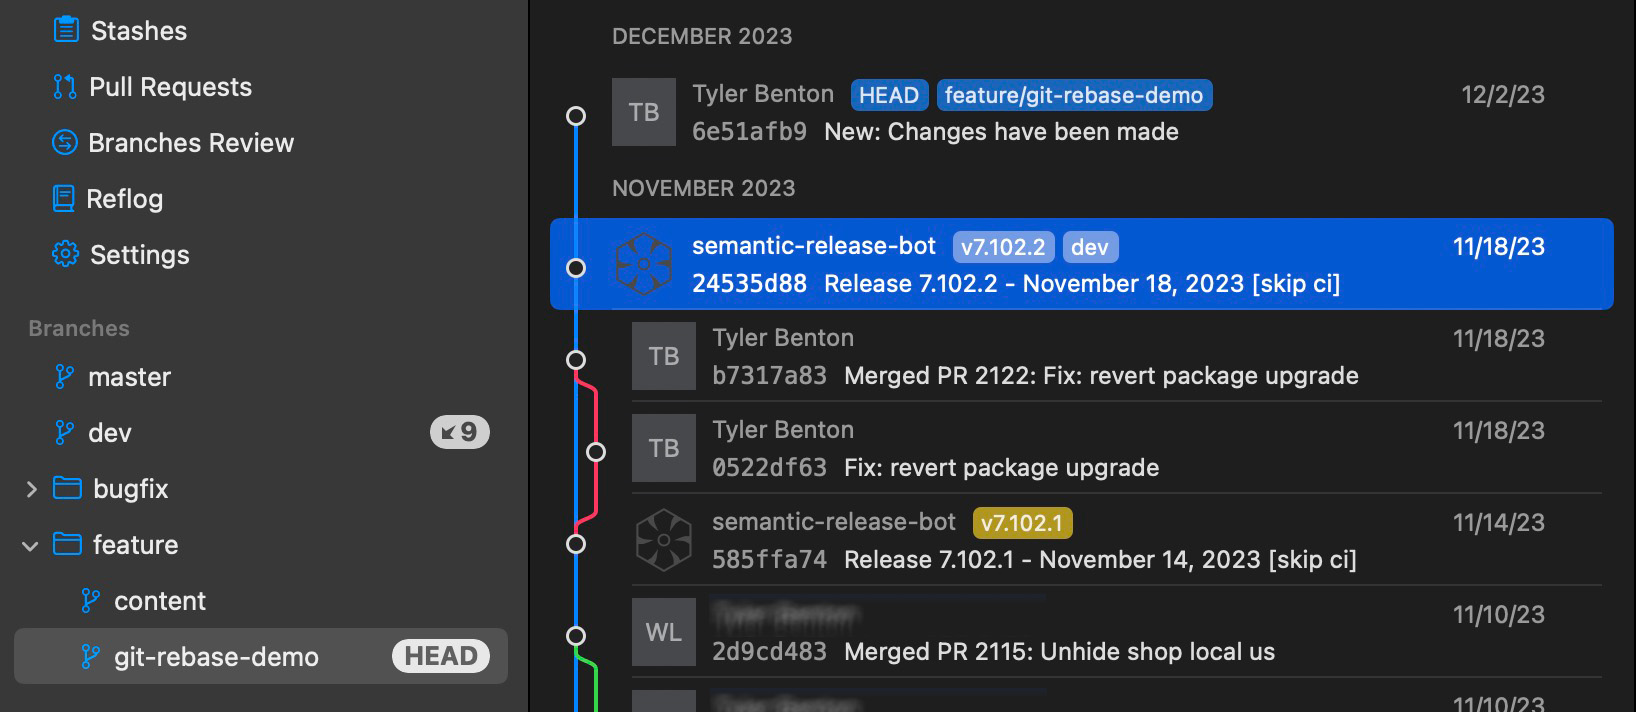 Stashes
Pull Requests
Branches Review
Reflog
Settings
Branches
master
dev
9
bugfix
feature
content
git-rebase-demo HEAD
DECEMBER 2023
TB
Tyler Benton HEAD feature/git-rebase-demo 12/2/23
6e51afb9 New: Changes have been made
NOVEMBER 2023
semantic-release-bot v7.102.2 dev 11/18/23
24535d88 Release 7.102.2 - November 18, 2023 [skip ci]
TB
Tyler Benton 11/18/23
b7317a83 Merged PR 2122: Fix: revert package upgrade
TB
Tyler Benton 11/18/23
0522df63 Fix: revert package upgrade
semantic-release-bot v7.102.1 11/14/23
585ffa74 Release 7.102.1 - November 14, 2023 [skip ci]
WL
11/10/23
2d9cd483 Merged PR 2115: Unhide shop local us
11/10/23